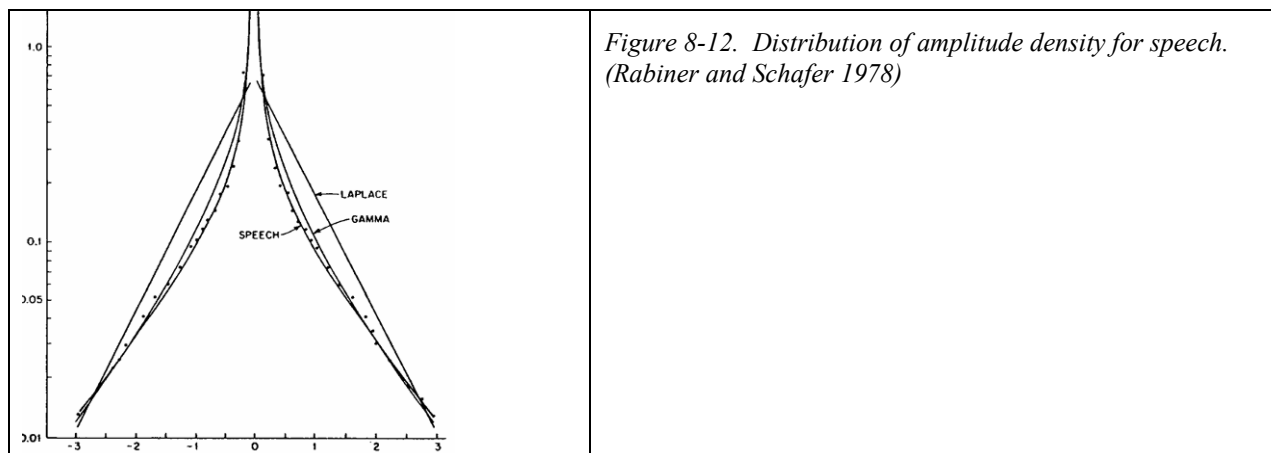 1.0
LAPLACE
GAMMA
SPEECH
0.1
0.05
0.01
-3 -2 -1 0 1 2 3
Figure 8-12. Distribution of amplitude density for speech.
(Rabiner and Schafer 1978)